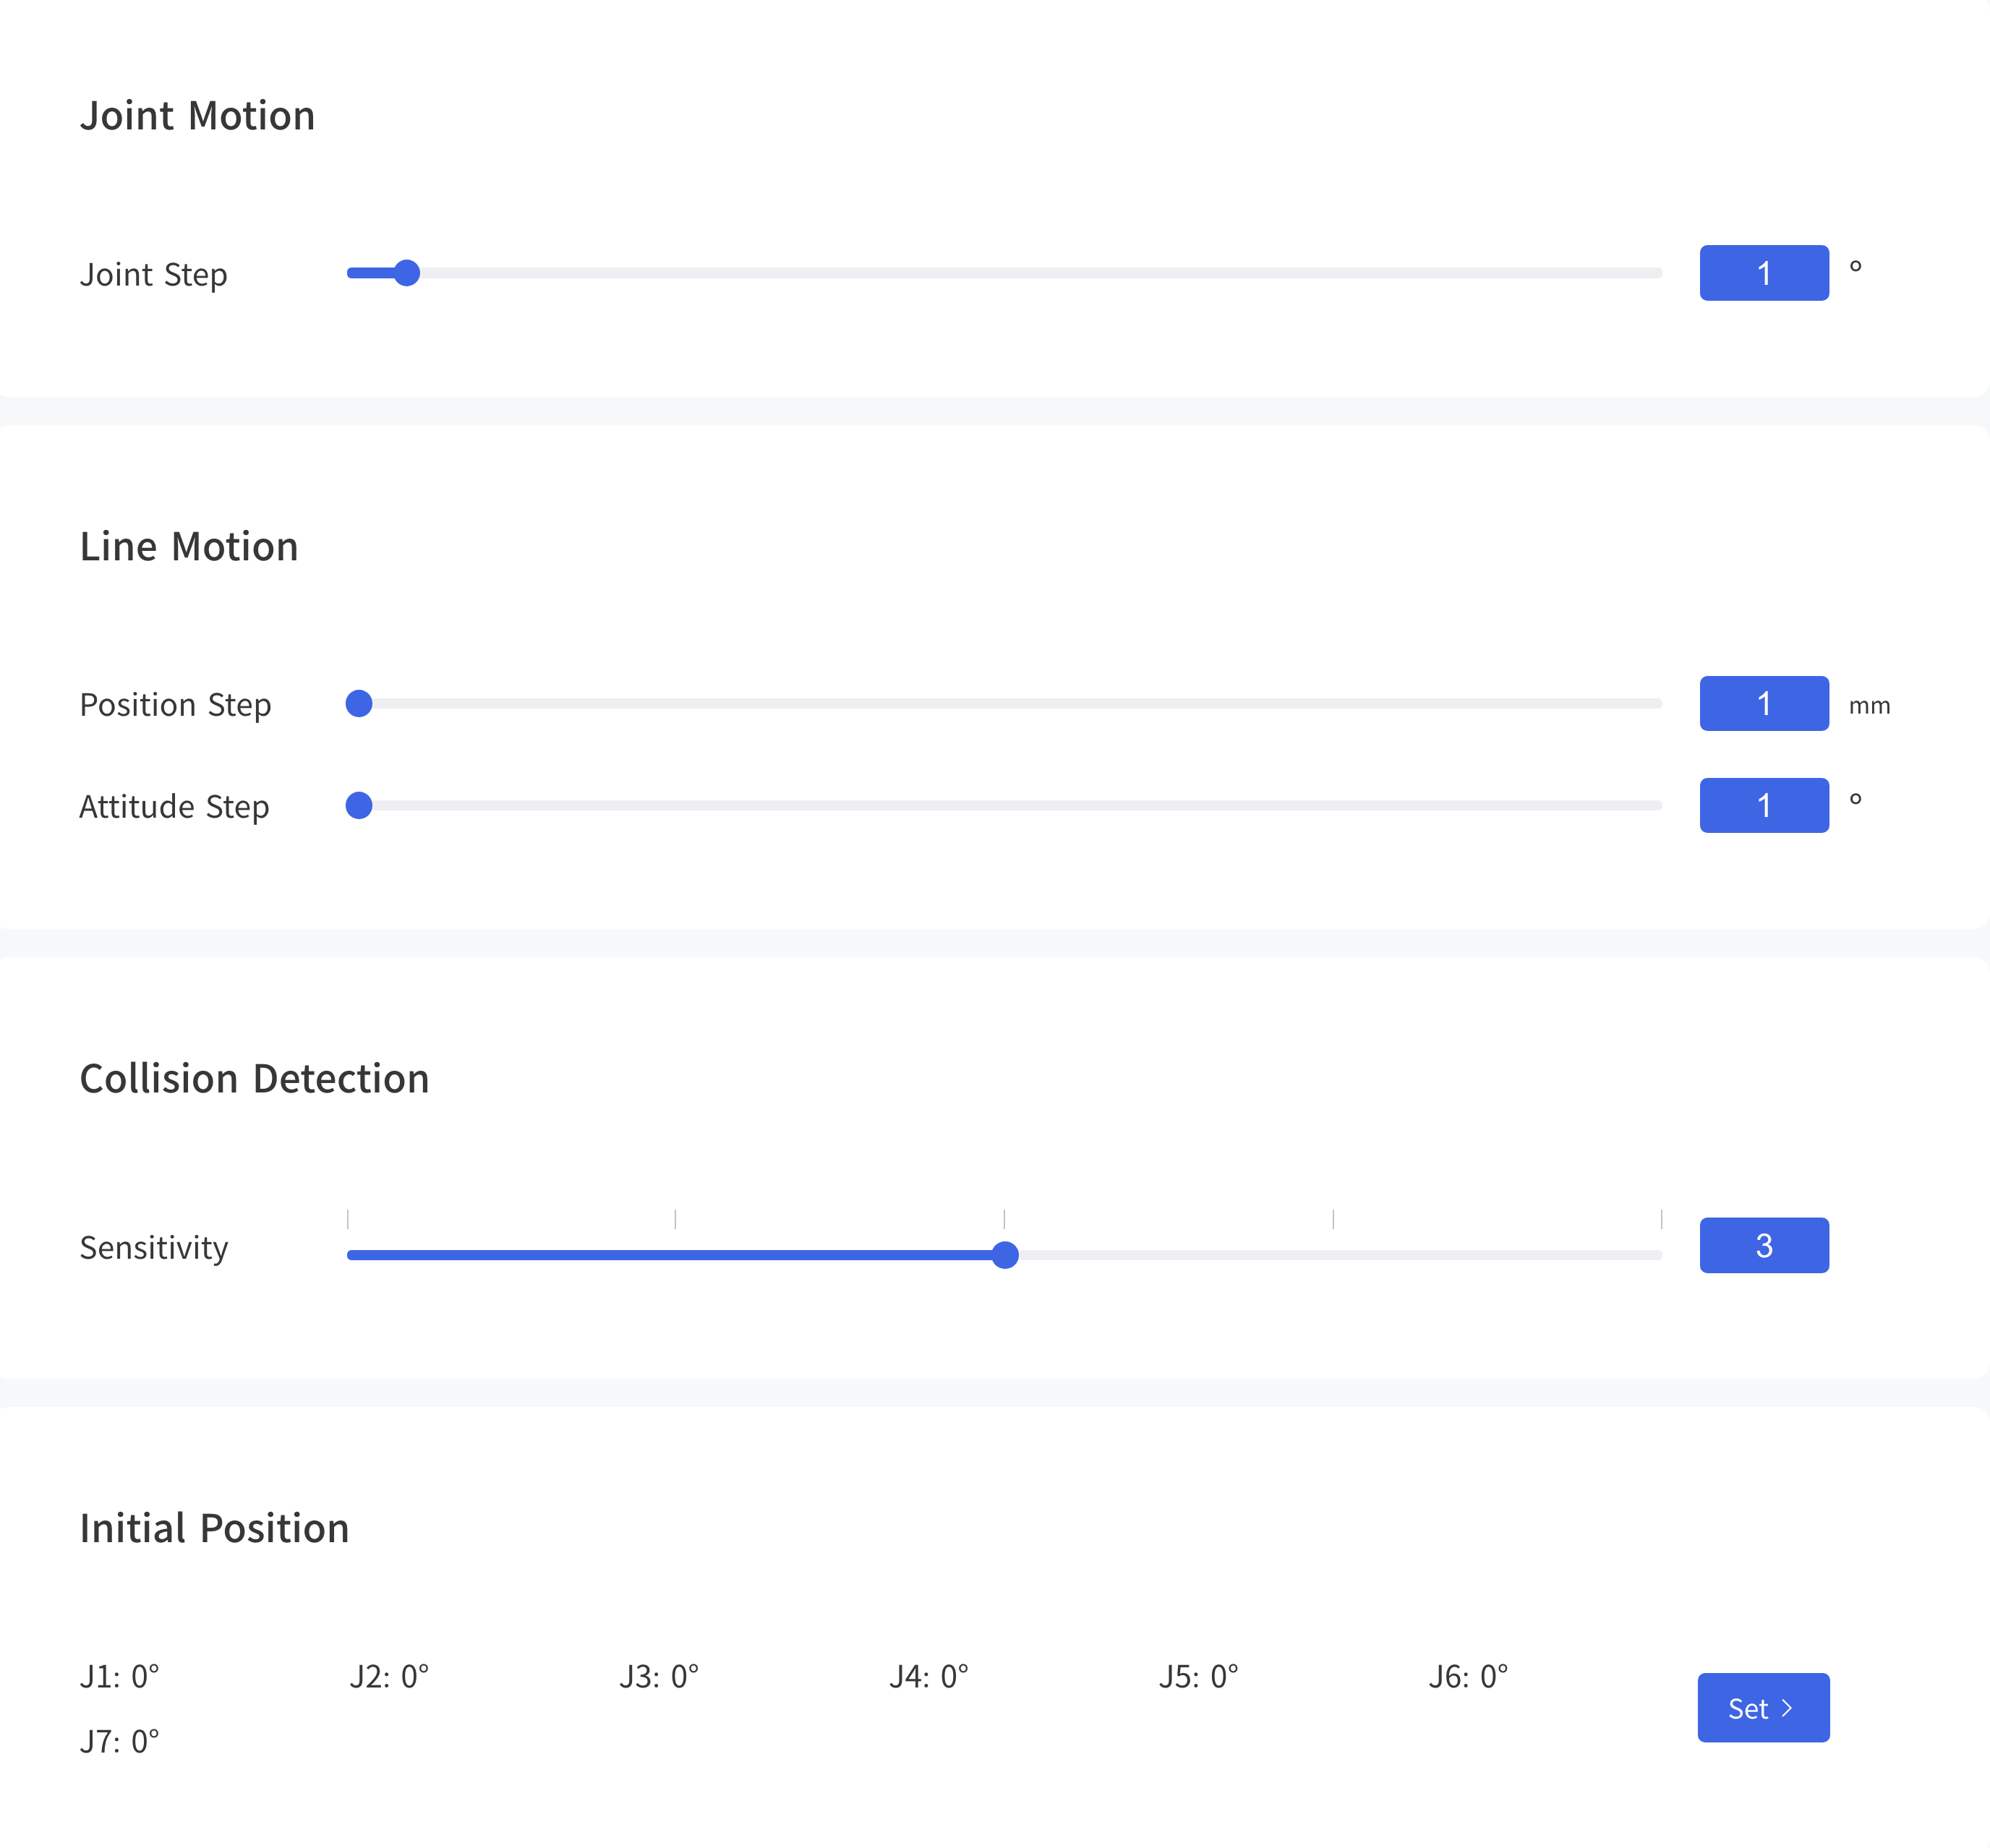 Joint Motion
Joint Step 1 °
Line Motion
Position Step 1 mm
Attitude Step 1 °
Collision Detection
Sensitivity 3
Initial Position
J1: 0° J2: 0° J3: 0° J4: 0° J5: 0° J6: 0°
J7: 0°
Set >